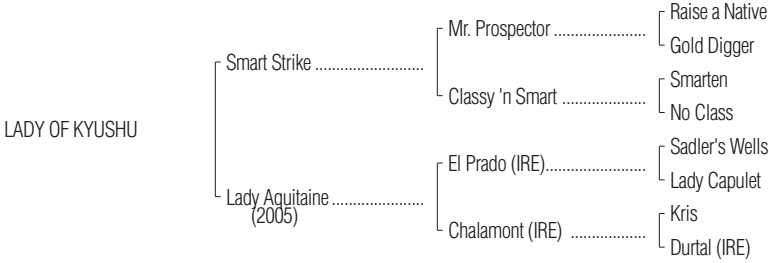 Raise a Native
Mr. Prospector ......................
Gold Digger
Smart Strike ..........................
Smarten
Classy 'n Smart ....................
No Class
LADY OF KYUSHU
Sadler's Wells
El Prado (IRE)........................
Lady Capulet
Lady Aquitaine ......................
(2005)
Kris
Chalamont (IRE) ..................
Durtal (IRE)